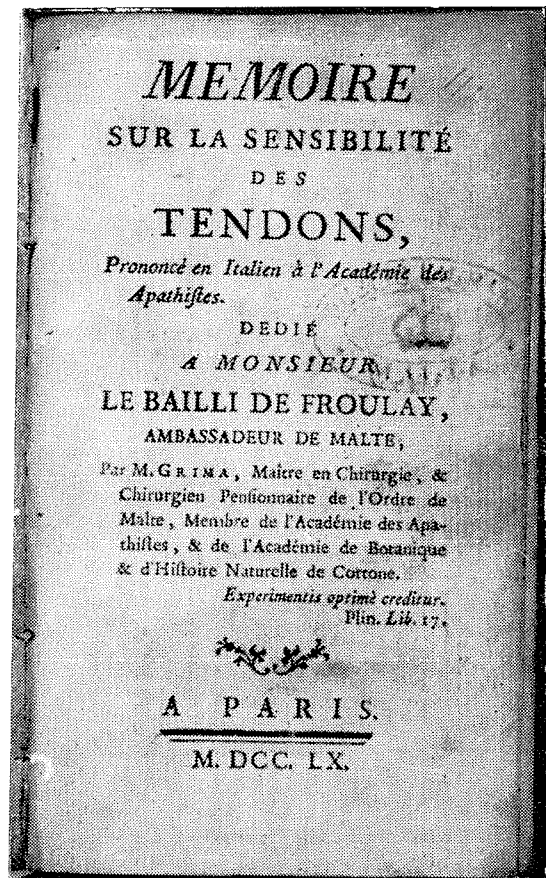 MEMOIRE
SUR LA SENSIBILITÉ
DES
TENDONS,
Prononcé en Italien à l'Académie des
Apathiſtes.
DEDIÉ
A MONSIEUR
LE BAILLI DE FROULAY,
AMBASSADEUR DE MALTE,
Par M. GRIMA, Maître en Chirurgie, &
Chirurgien Penſionnaire de l'Ordre de
Malte, Membre de l'Académie des Apa-
thiſtes, & de l'Académie de Botanique
& d'Hiſtoire Naturelle de Cortone.
Experimentis optimè creditur.
Plin. Lib. 17.
A PARIS.
M. DCC. LX.